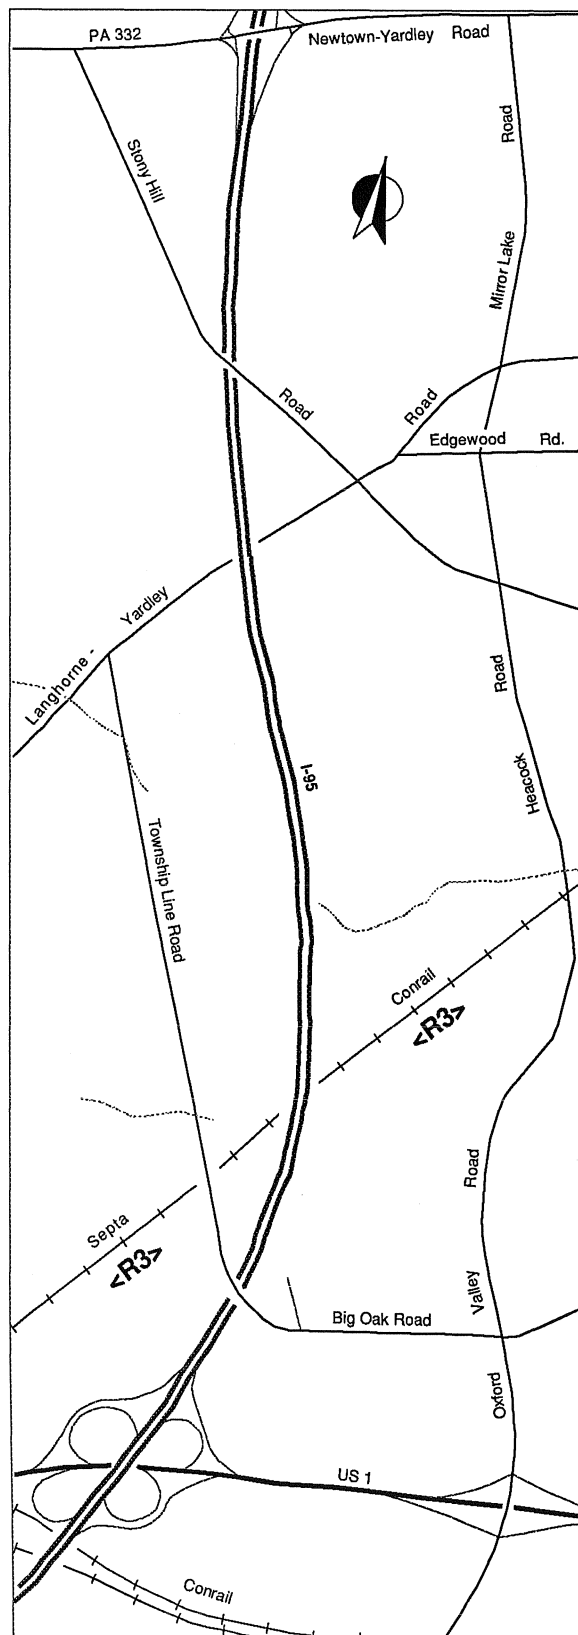 PA 332
Newtown-Yardley Road
Stony Hill
Road
Road
Mirror Lake
Road
Edgewood Rd.
Yardley
Langhorne -
Road
I-95
Heacock
Township Line Road
Conrail
<R3>
Road
Septa
<R3>
Valley
Big Oak Road
Oxford
US 1
Conrail